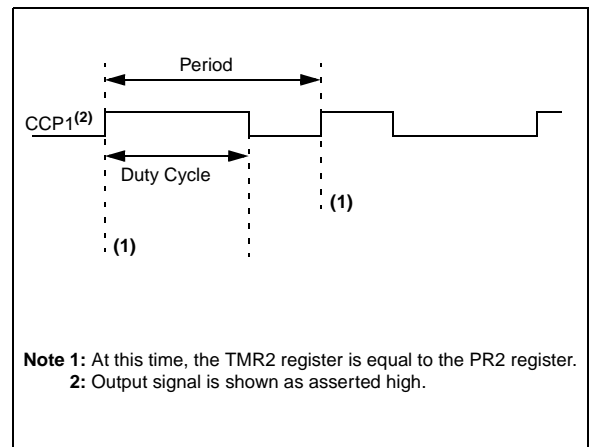 Period
CCP1(2)
Duty Cycle
(1)
(1)
Note 1: At this time, the TMR2 register is equal to the PR2 register.
2: Output signal is shown as asserted high.